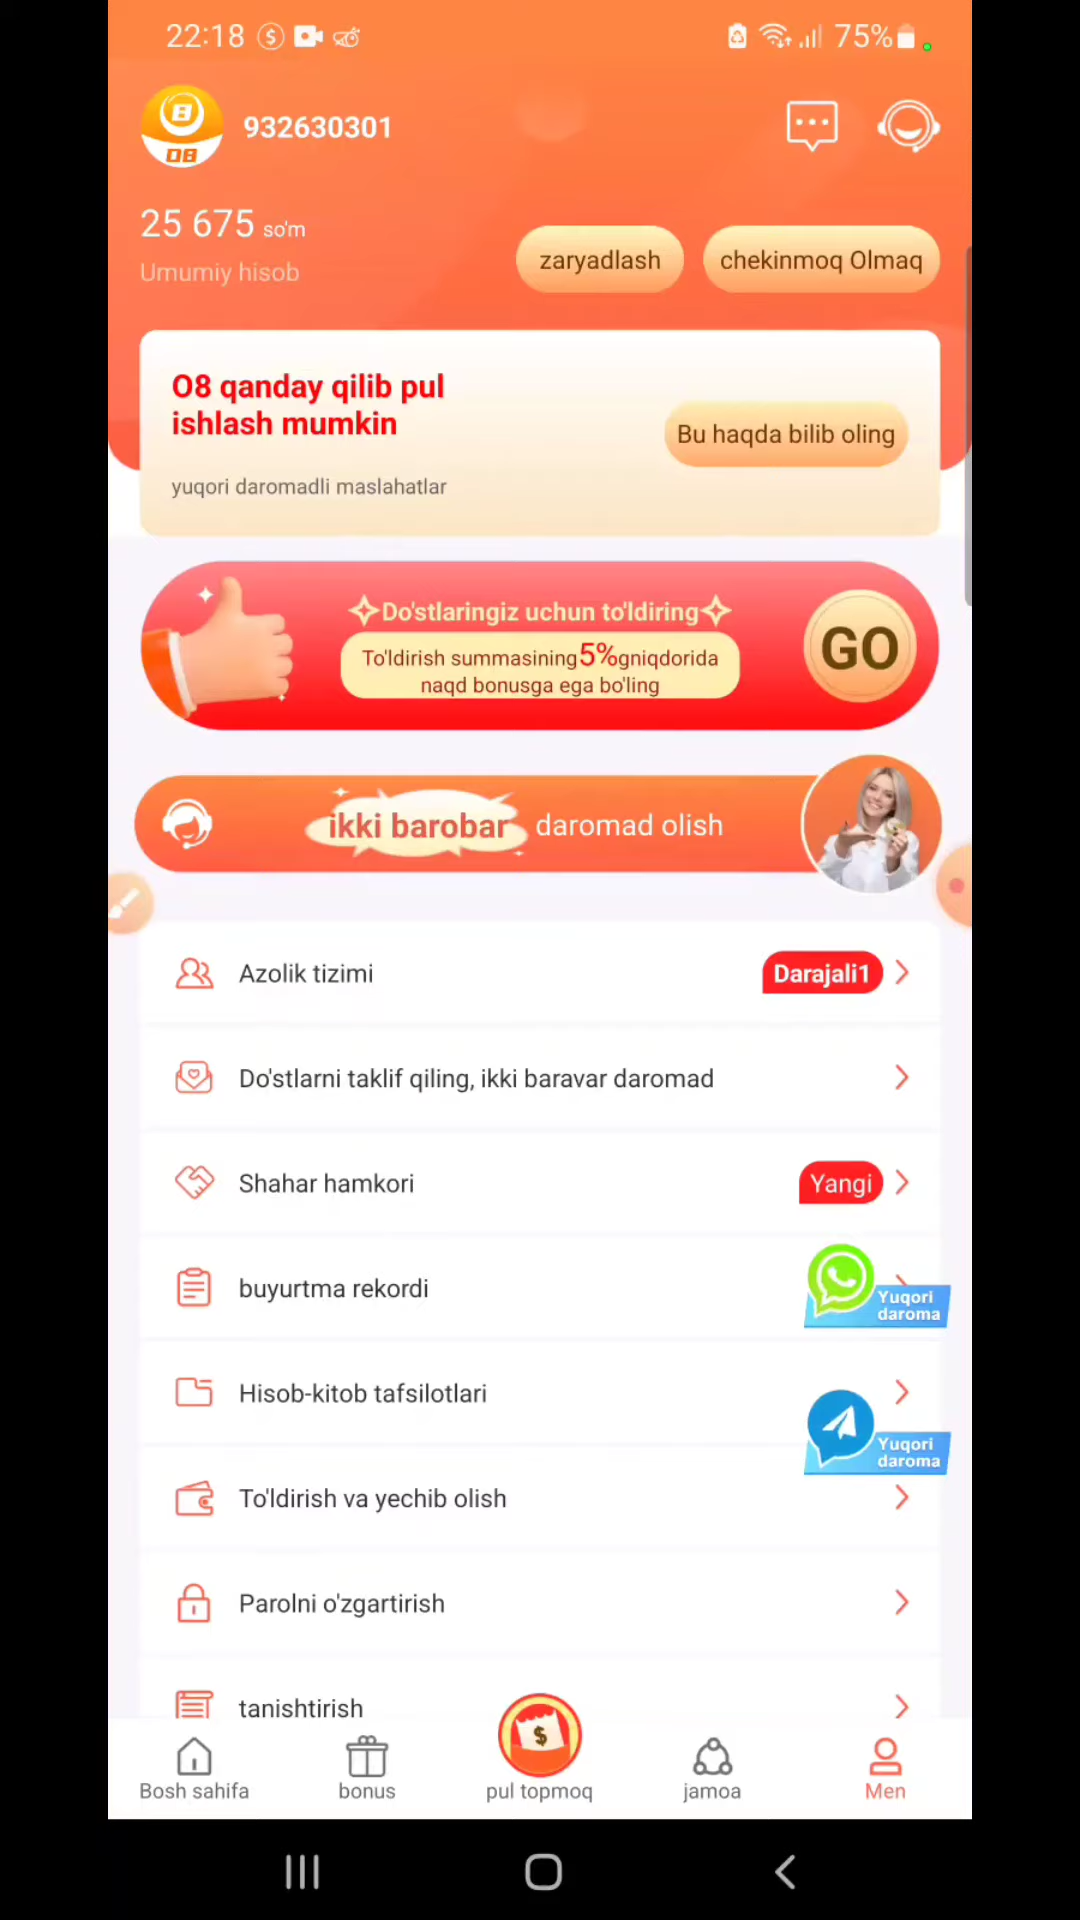 22:18
75%
8
08
932630301
25 675 so'm
Umumiy hisob
zaryadlash
chekinmoq Olmaq
O8 qanday qilib pul
ishlash mumkin
Bu haqda bilib oling
yuqori daromadli maslahatlar
Do'stlaringiz uchun to'ldiring
To'ldirish summasining5%gniqdorida
naqd bonusga ega bo'ling
GO
ikki barobar daromad olish
Azolik tizimi
Darajali1
Do'stlarni taklif qiling, ikki baravar daromad
Shahar hamkori
Yangi
buyurtma rekordi
Yuqori
daroma
Hisob-kitob tafsilotlari
Yuqori
daroma
To'ldirish va yechib olish
Parolni o'zgartirish
tanishtirish
Bosh sahifa
bonus
pul topmoq
jamoa
Men